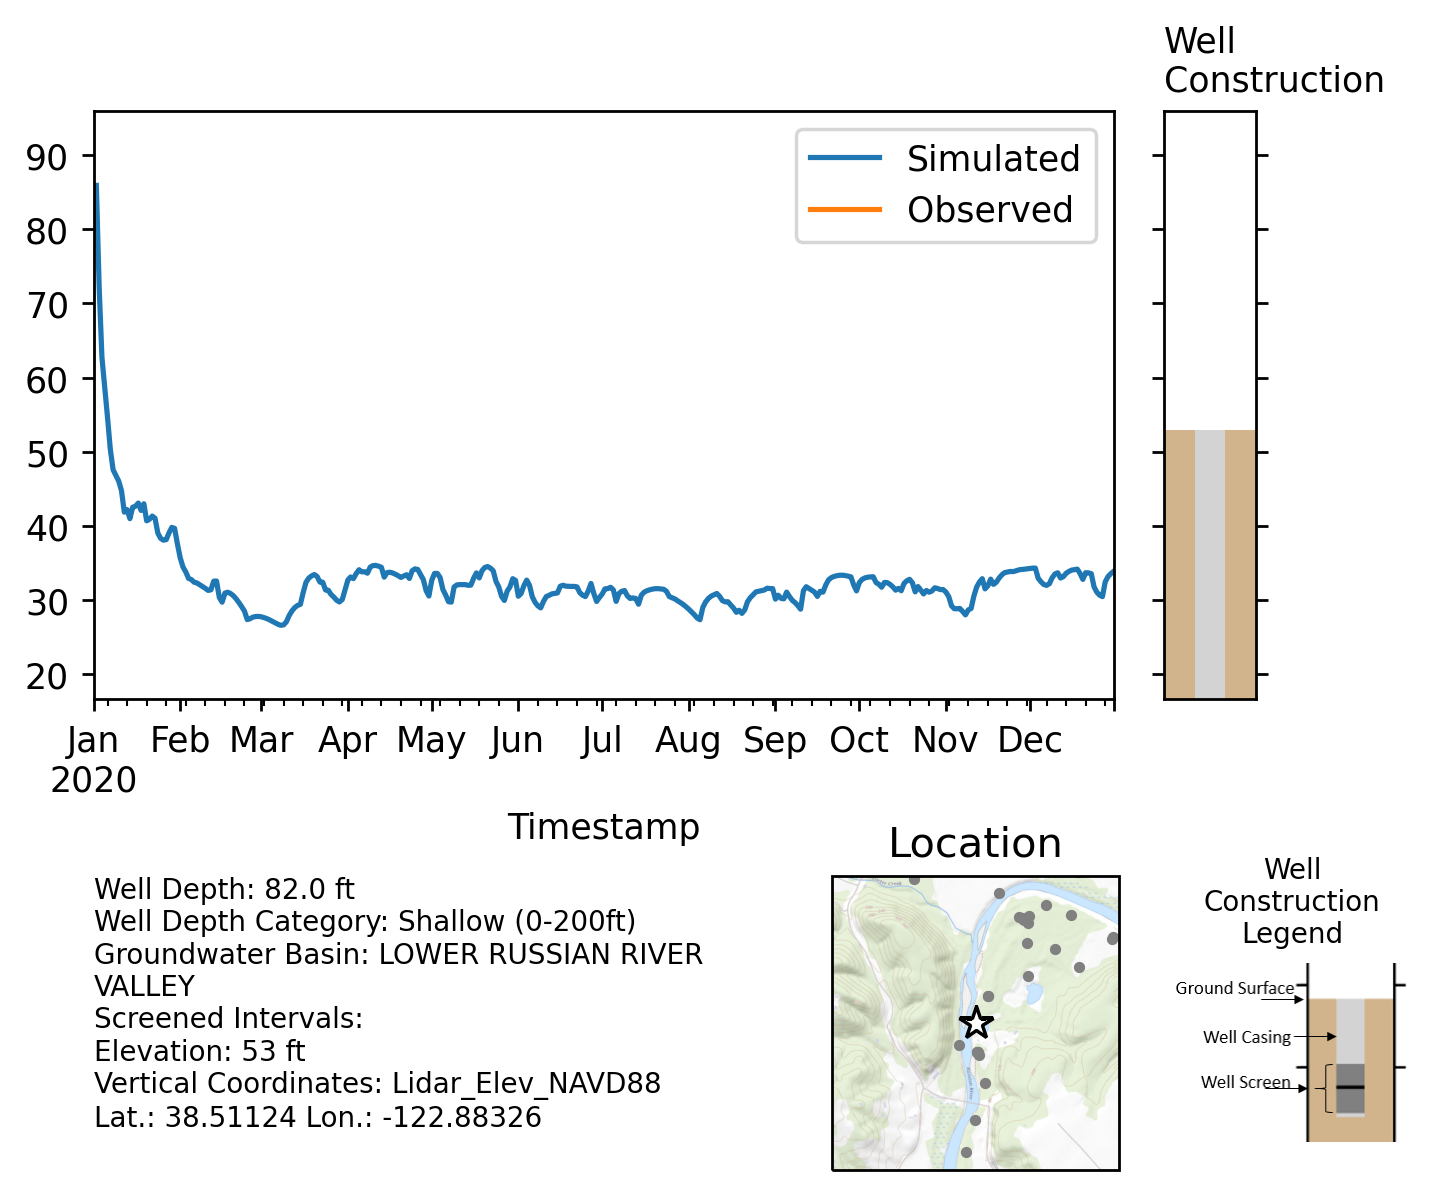 Well
Construction
Simulated
Observed
90
80
70
60
50
40
30
20
Jan
2020
Feb
Mar
Apr
May
Jun
Jul
Aug
Sep
Oct
Nov
Dec
Timestamp
Well Depth: 82.0 ft
Well Depth Category: Shallow (0-200ft)
Groundwater Basin: LOWER RUSSIAN RIVER
VALLEY
Screened Intervals:
Elevation: 53 ft
Vertical Coordinates: Lidar_Elev_NAVD88
Lat.: 38.51124 Lon.: -122.88326
Location
Well
Construction
Legend
Ground Surface
Well Casing
Well Screen